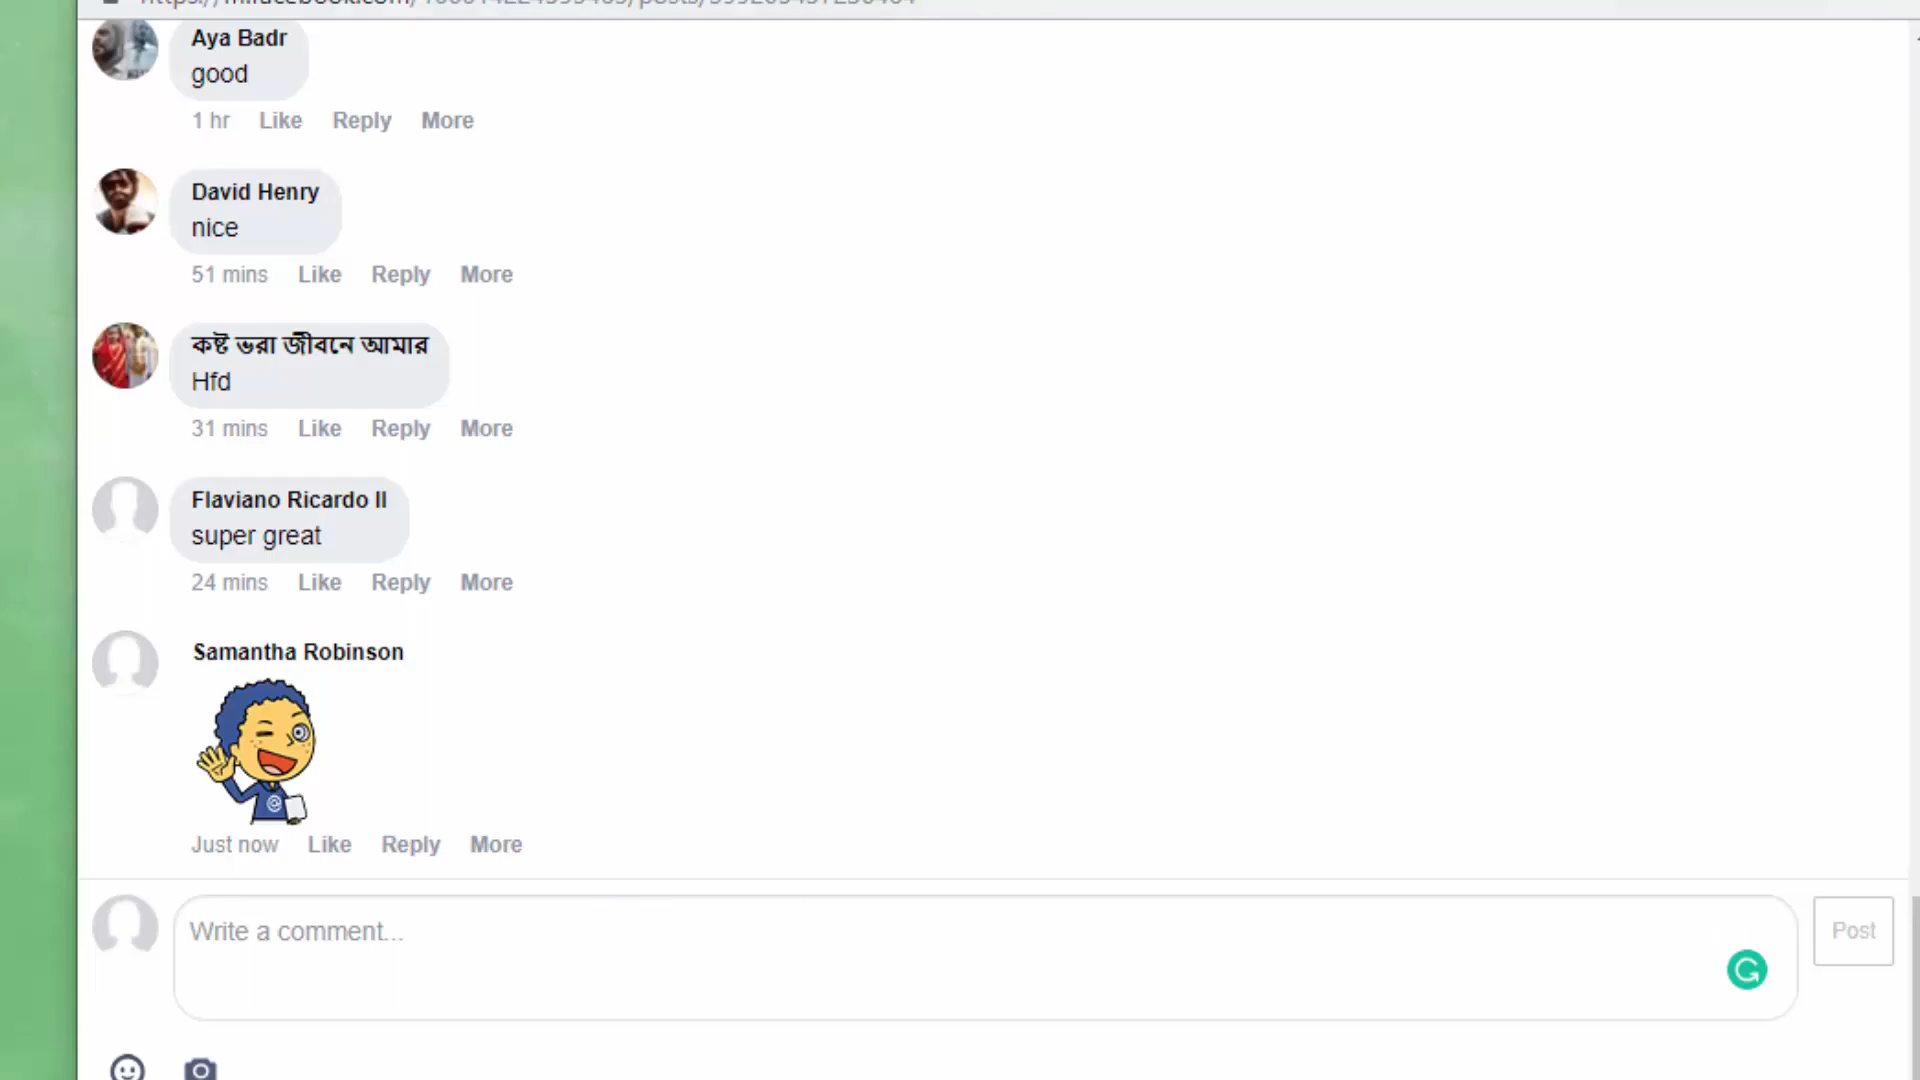 Aya Badr
good
1 hr Like Reply More
David Henry
nice
51 mins Like Reply More
কষ্ট ভরা জীবনে আমার
Hfd
31 mins Like Reply More
Flaviano Ricardo II
super great
24 mins Like Reply More
Samantha Robinson
Just now Like Reply More
Write a comment...
Post